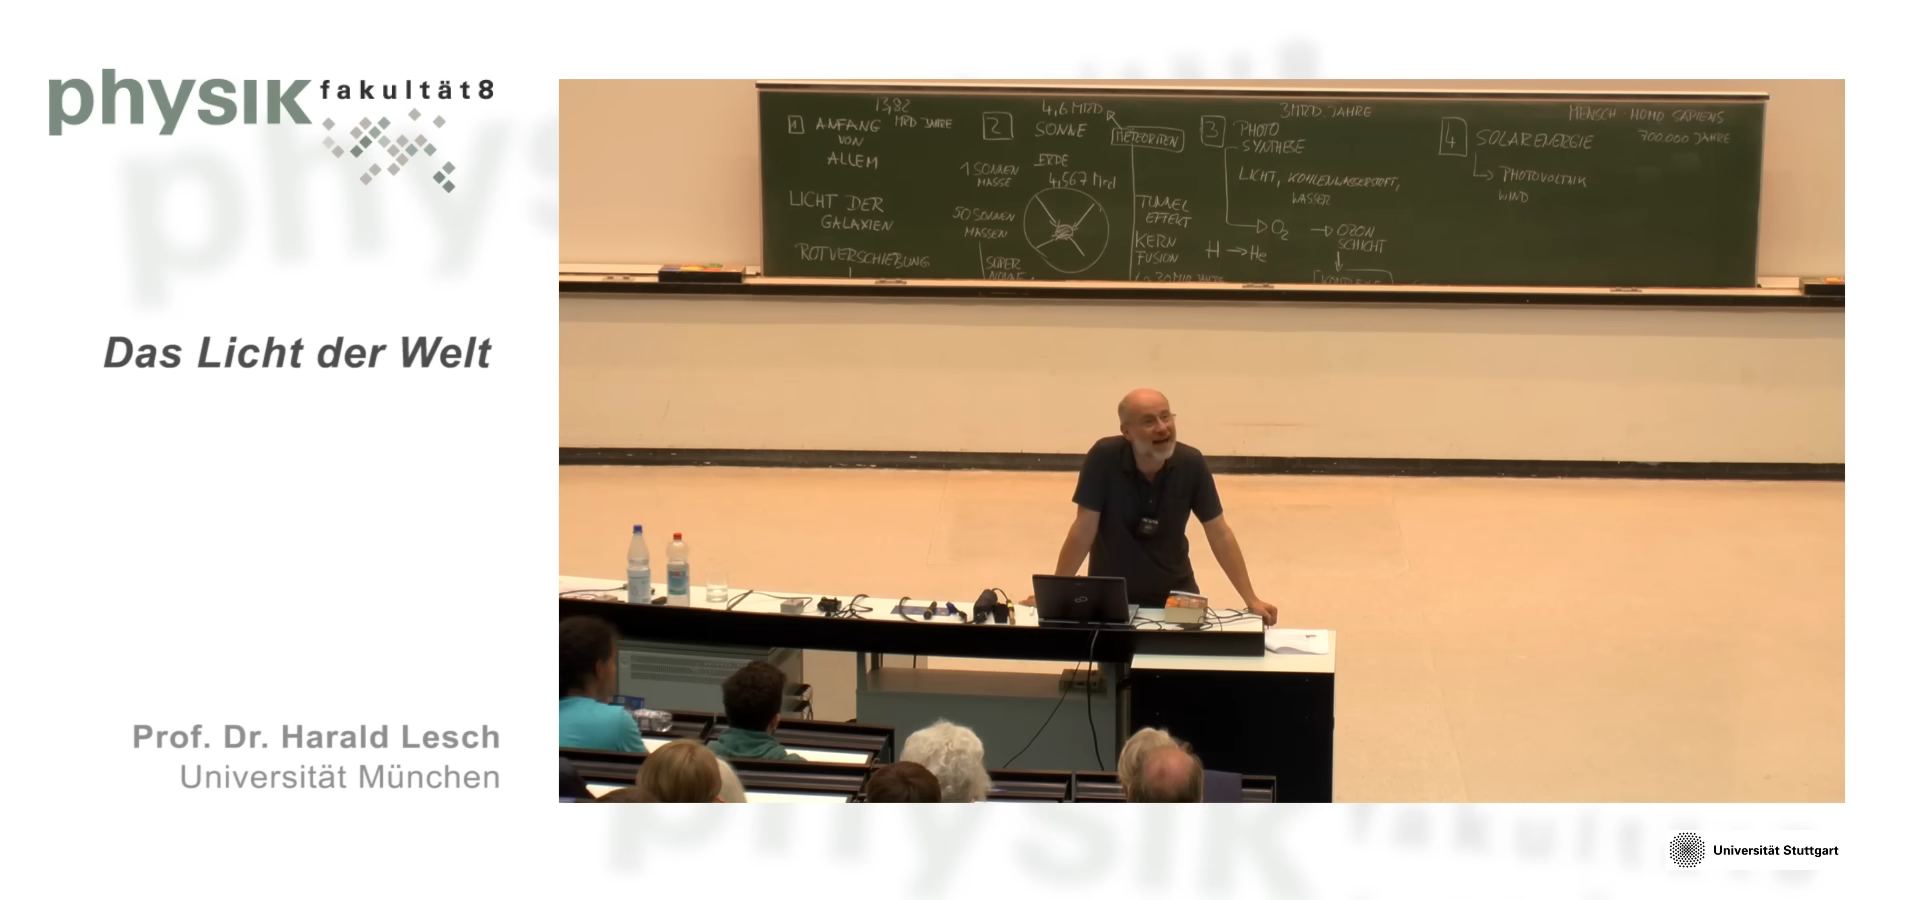 physik fakultät8
Das Licht der Welt
Prof. Dr. Harald Lesch
Universität München
13,82
MRD JAHRE
1 ANFANG
VON
ALLEM
LICHT DER
GALAXIEN
ROTVERSCHIEBUNG
4,6 MRD
2 SONNE
METEORITEN
ERDE
4,567 Mrd
1 SONNEN
MASSE
50 SONNEN
MASSEN
SUPER
TUNNEL
EFFEKT
KERN
FUSION
3 MRD JAHRE
3 PHOTO
SYNTHESE
LICHT, KOHLENWASSERSTOFF,
WASSER
O2 → OZON
SCHICHT
H → He
MENSCH HOMO SAPIENS
700.000 JAHRE
4 SOLARENERGIE
PHOTOVOLTAIK
WIND
Universität Stuttgart